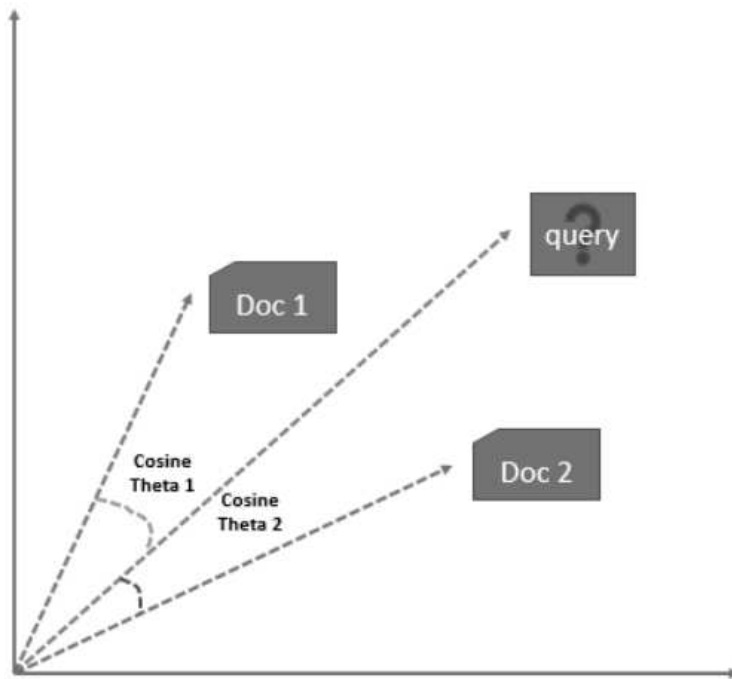 ?
query
Doc 1
Cosine
Theta 1
Doc 2
Cosine
Theta 2